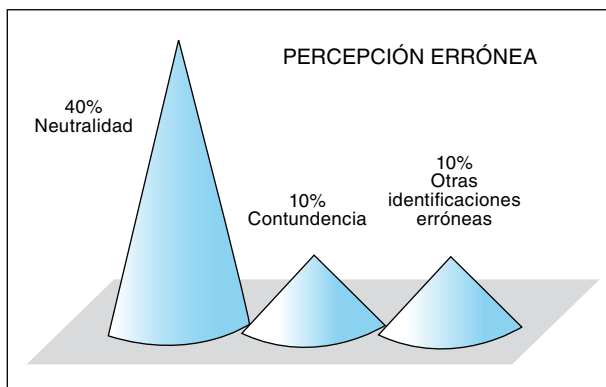 PERCEPCIÓN ERRÓNEA
40%
Neutralidad
10%
Contundencia
10%
Otras
identificaciones
erróneas